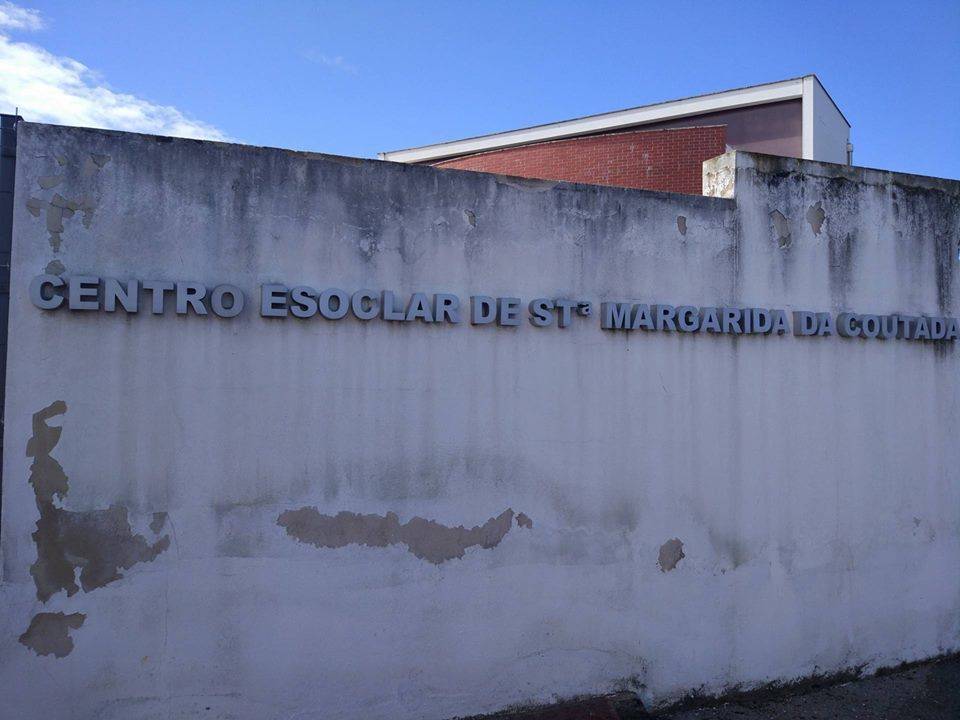 CENTRO ESOCLAR DE STª MARGARIDA DA COUTADA